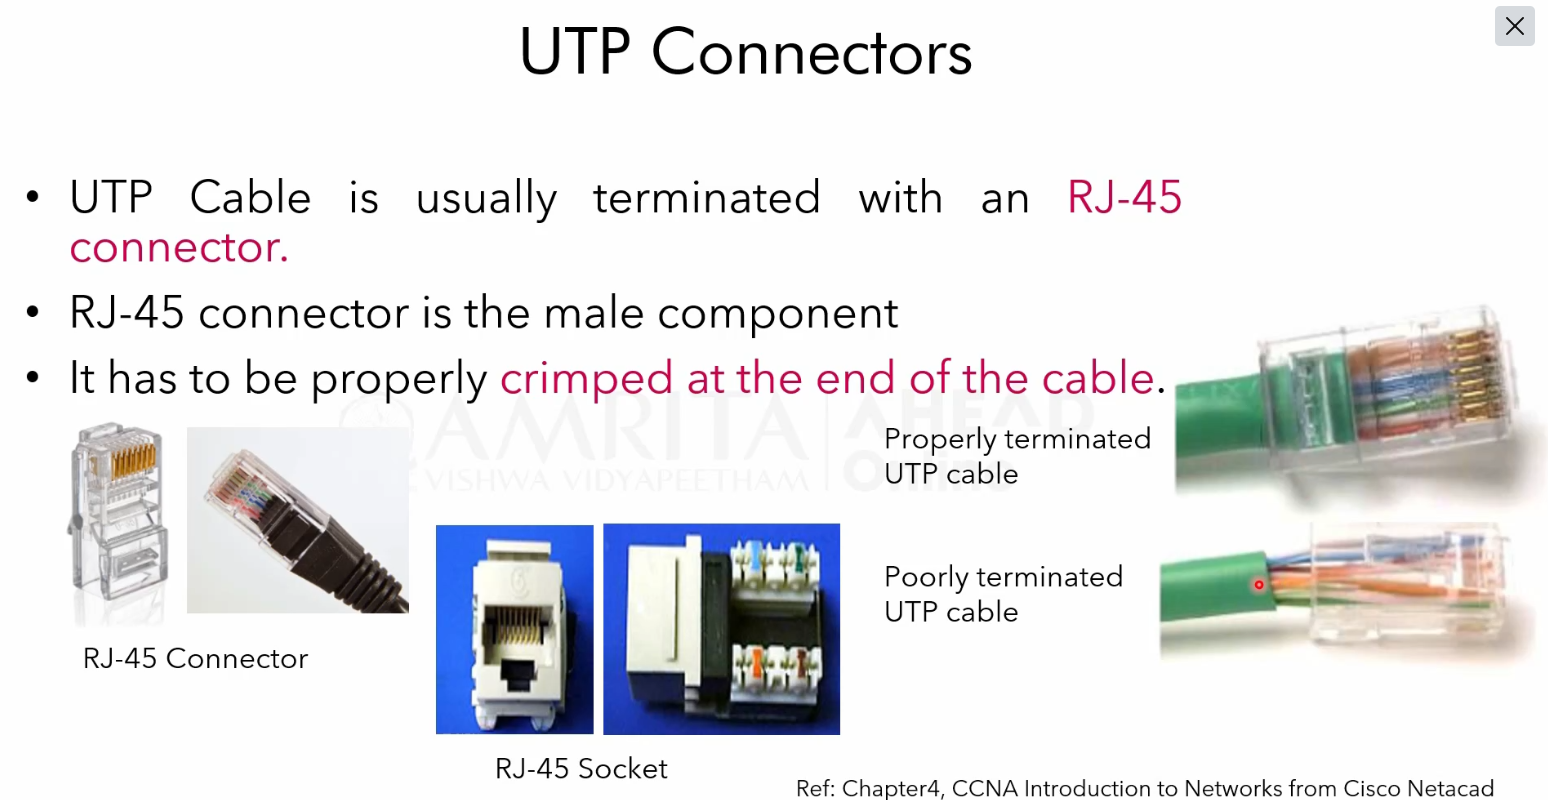 UTP Connectors
• UTP Cable is usually terminated with an RJ-45
connector.
• RJ-45 connector is the male component
• It has to be properly crimped at the end of the cable.
AMRITA AHEAD
VISHWA VIDYAPEETHAM Online
Properly terminated
UTP cable
Poorly terminated
UTP cable
RJ-45 Connector
RJ-45 Socket
Ref: Chapter4, CCNA Introduction to Networks from Cisco Netacad